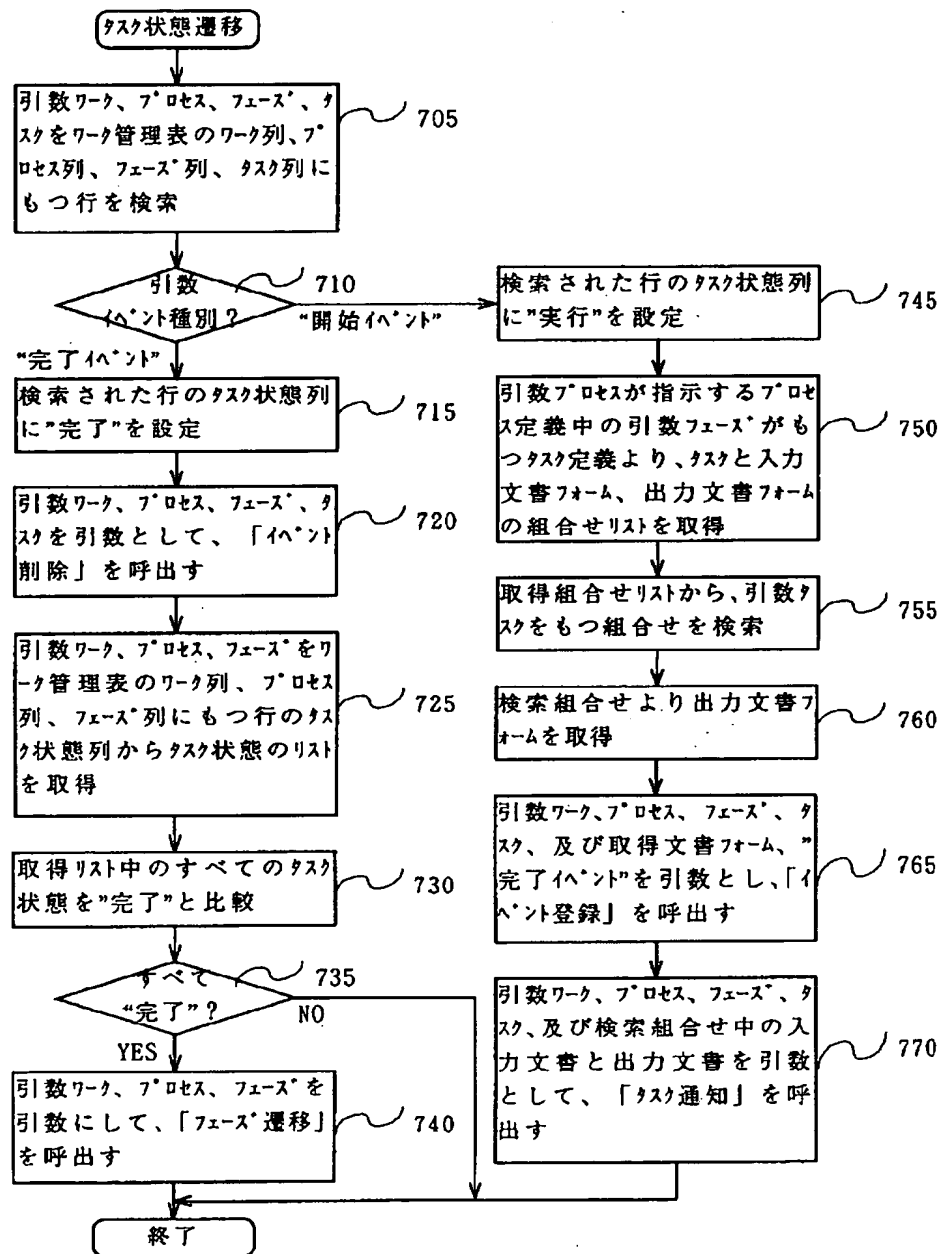 タスク状態遷移
引数ワーク、プロセス、フェーズ、タ
スクをワーク管理表のワーク列、プ
ロセス列、フェーズ列、タスク列に
もつ行を検索
705
引数
イベント種別?
710
“開始イベント”
“完了イベント”
検索された行のタスク状態列
に”完了”を設定
715
引数ワーク、プロセス、フェーズ、タ
スクを引数として、「イベント
削除」を呼出す
720
引数ワーク、プロセス、フェーズをワ
ーク管理表のワーク列、プロセス
列、フェーズ列にもつ行のタス
ク状態列からタスク状態のリスト
を取得
725
取得リスト中のすべてのタスク
状態を”完了”と比較
730
すべて
“完了”?
735
NO
YES
引数ワーク、プロセス、フェーズを
引数にして、「フェーズ遷移」
を呼出す
740
検索された行のタスク状態列
に”実行”を設定
745
引数プロセスが指示するプロセ
ス定義中の引数フェーズがも
つタスク定義より、タスクと入力
文書フォーム、出力文書フォーム
の組合せリストを取得
750
取得組合せリストから、引数タ
スクをもつ組合せを検索
755
検索組合せより出力文書フ
ォームを取得
760
引数ワーク、プロセス、フェーズ、タ
スク、及び取得文書フォーム、”
完了イベント”を引数とし、「イ
ベント登録」を呼出す
765
引数ワーク、プロセス、フェーズ、タ
スク、及び検索組合せ中の入
力文書と出力文書を引数
として、「タスク通知」を呼
出す
770
終了